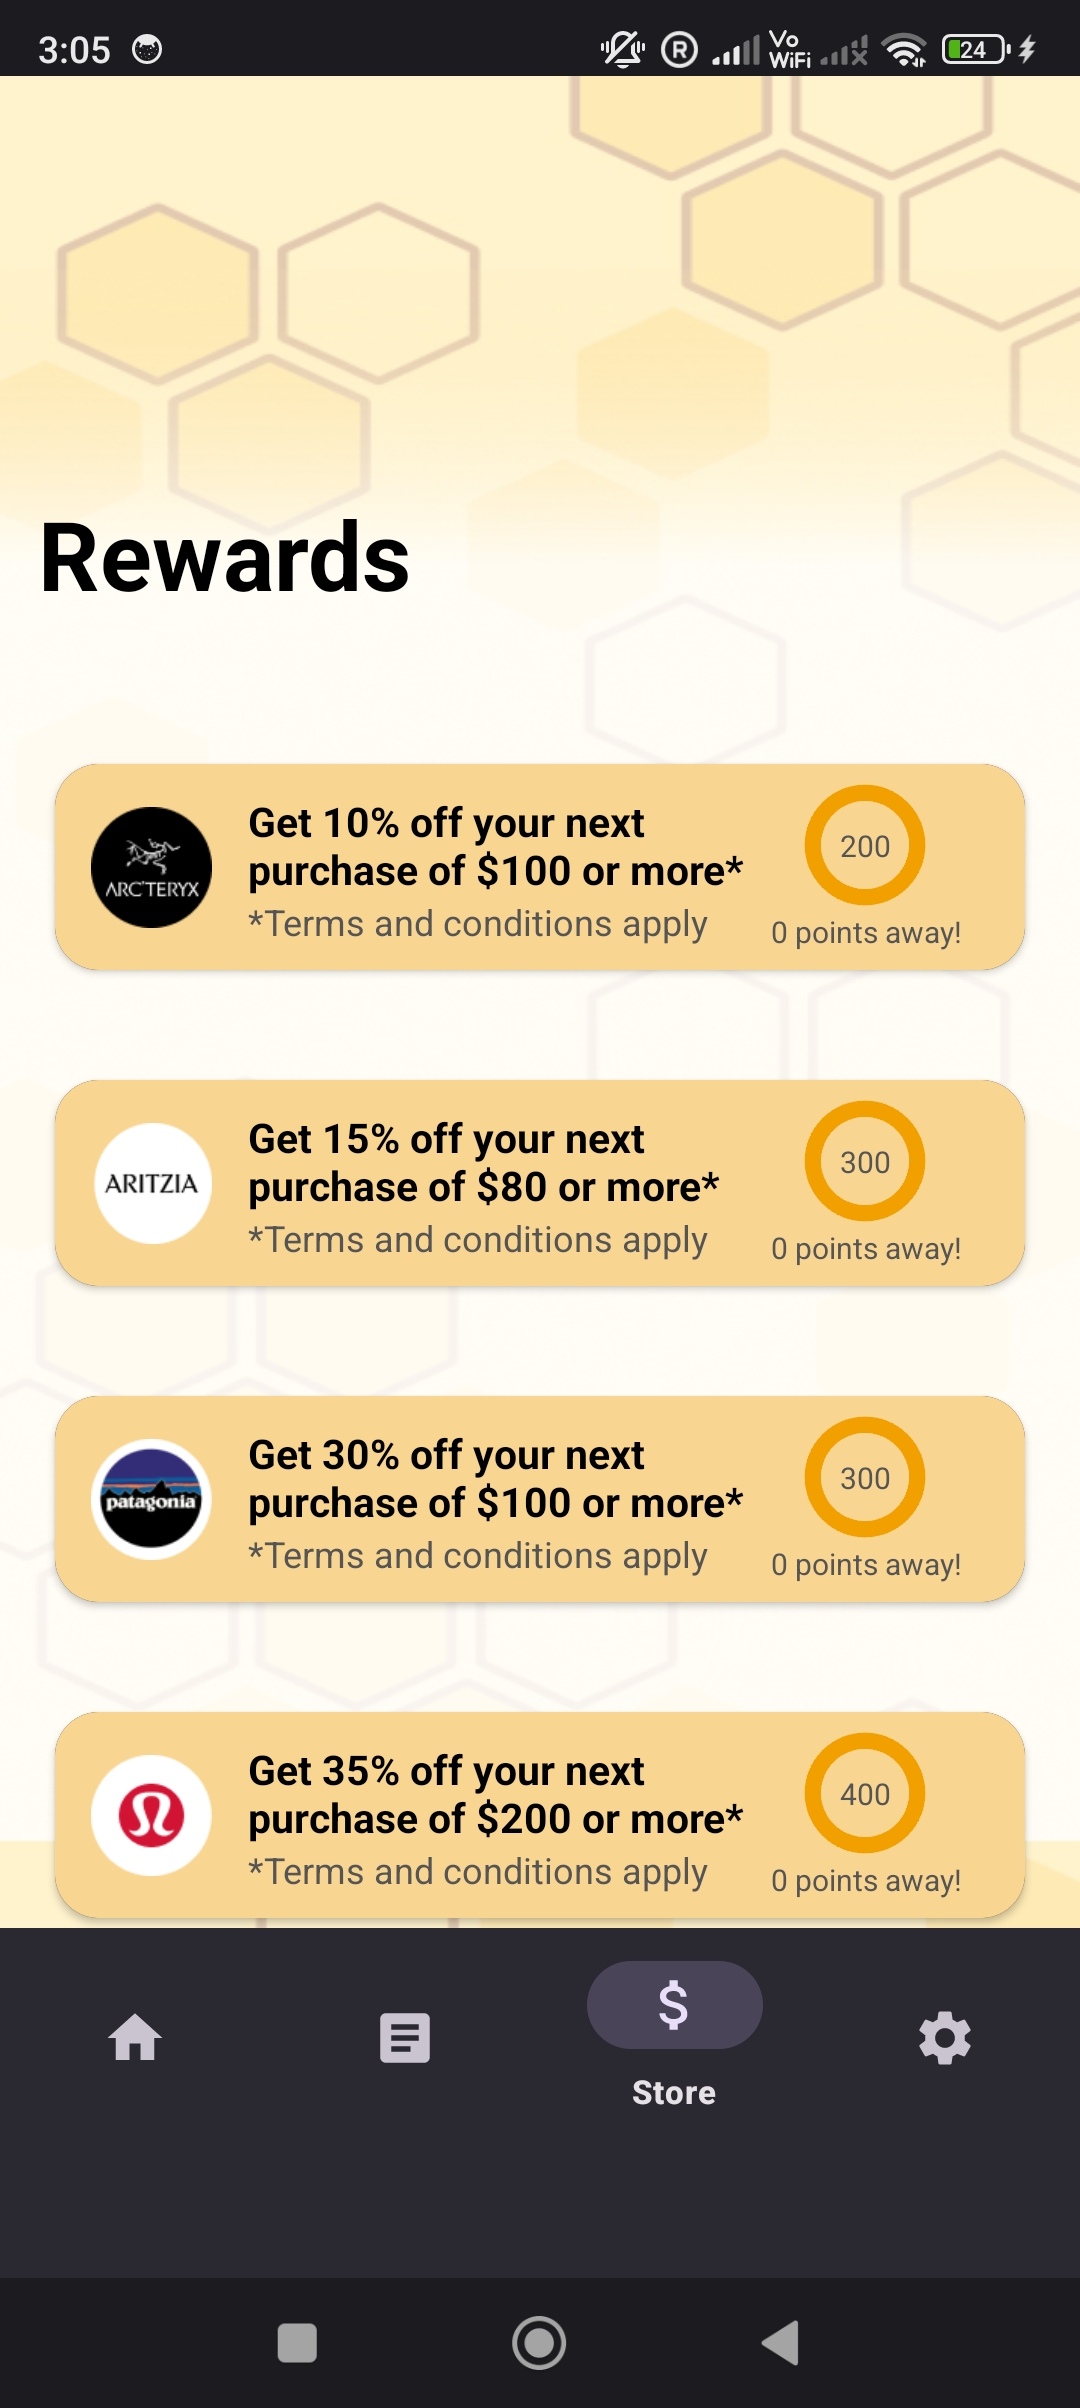 3:05
R
Vo
WiFi
24
Rewards
ARC'TERYX
Get 10% off your next
purchase of $100 or more*
*Terms and conditions apply
200
0 points away!
ARITZIA
Get 15% off your next
purchase of $80 or more*
*Terms and conditions apply
300
0 points away!
patagonia
Get 30% off your next
purchase of $100 or more*
*Terms and conditions apply
300
0 points away!
Get 35% off your next
purchase of $200 or more*
*Terms and conditions apply
400
0 points away!
$
Store